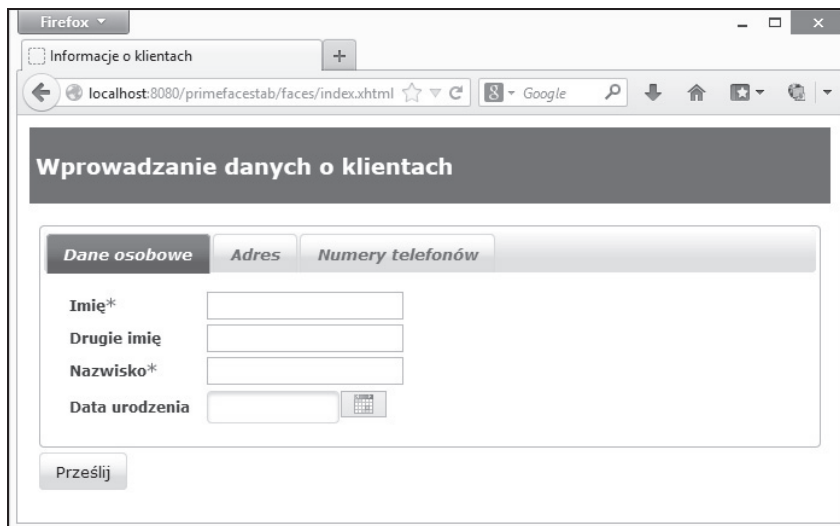 Firefox
Informacje o klientach
localhost:8080/primefacestab/faces/index.xhtml
8 Google
Wprowadzanie danych o klientach
Dane osobowe Adres Numery telefonów
Imię*
Drugie imię
Nazwisko*
Data urodzenia
Prześlij